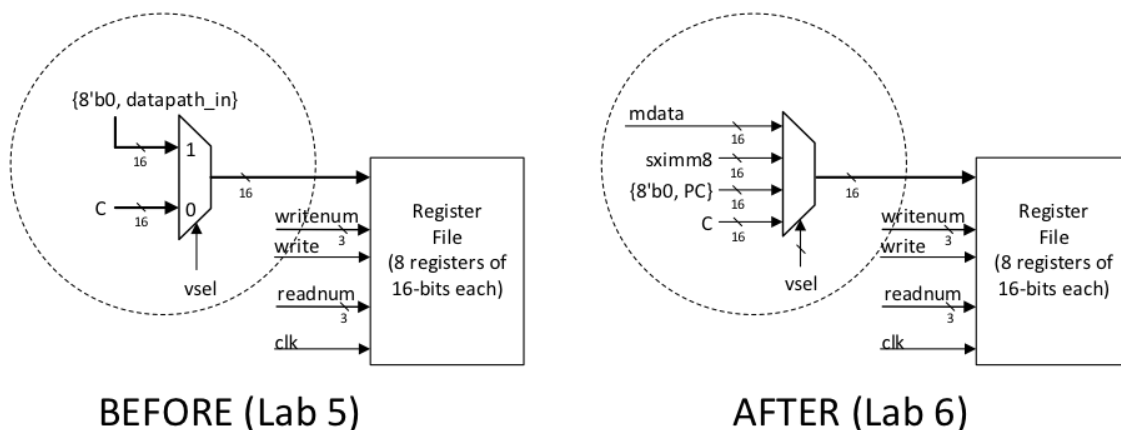 {8'b0, datapath_in}
16
1
C
16
0
16
vsel
writenum
3
write
readnum
3
clk
Register
File
(8 registers of
16-bits each)
BEFORE (Lab 5)
mdata
16
sximm8
16
{8'b0, PC}
16
C
16
16
vsel
writenum
3
write
readnum
3
clk
Register
File
(8 registers of
16-bits each)
AFTER (Lab 6)